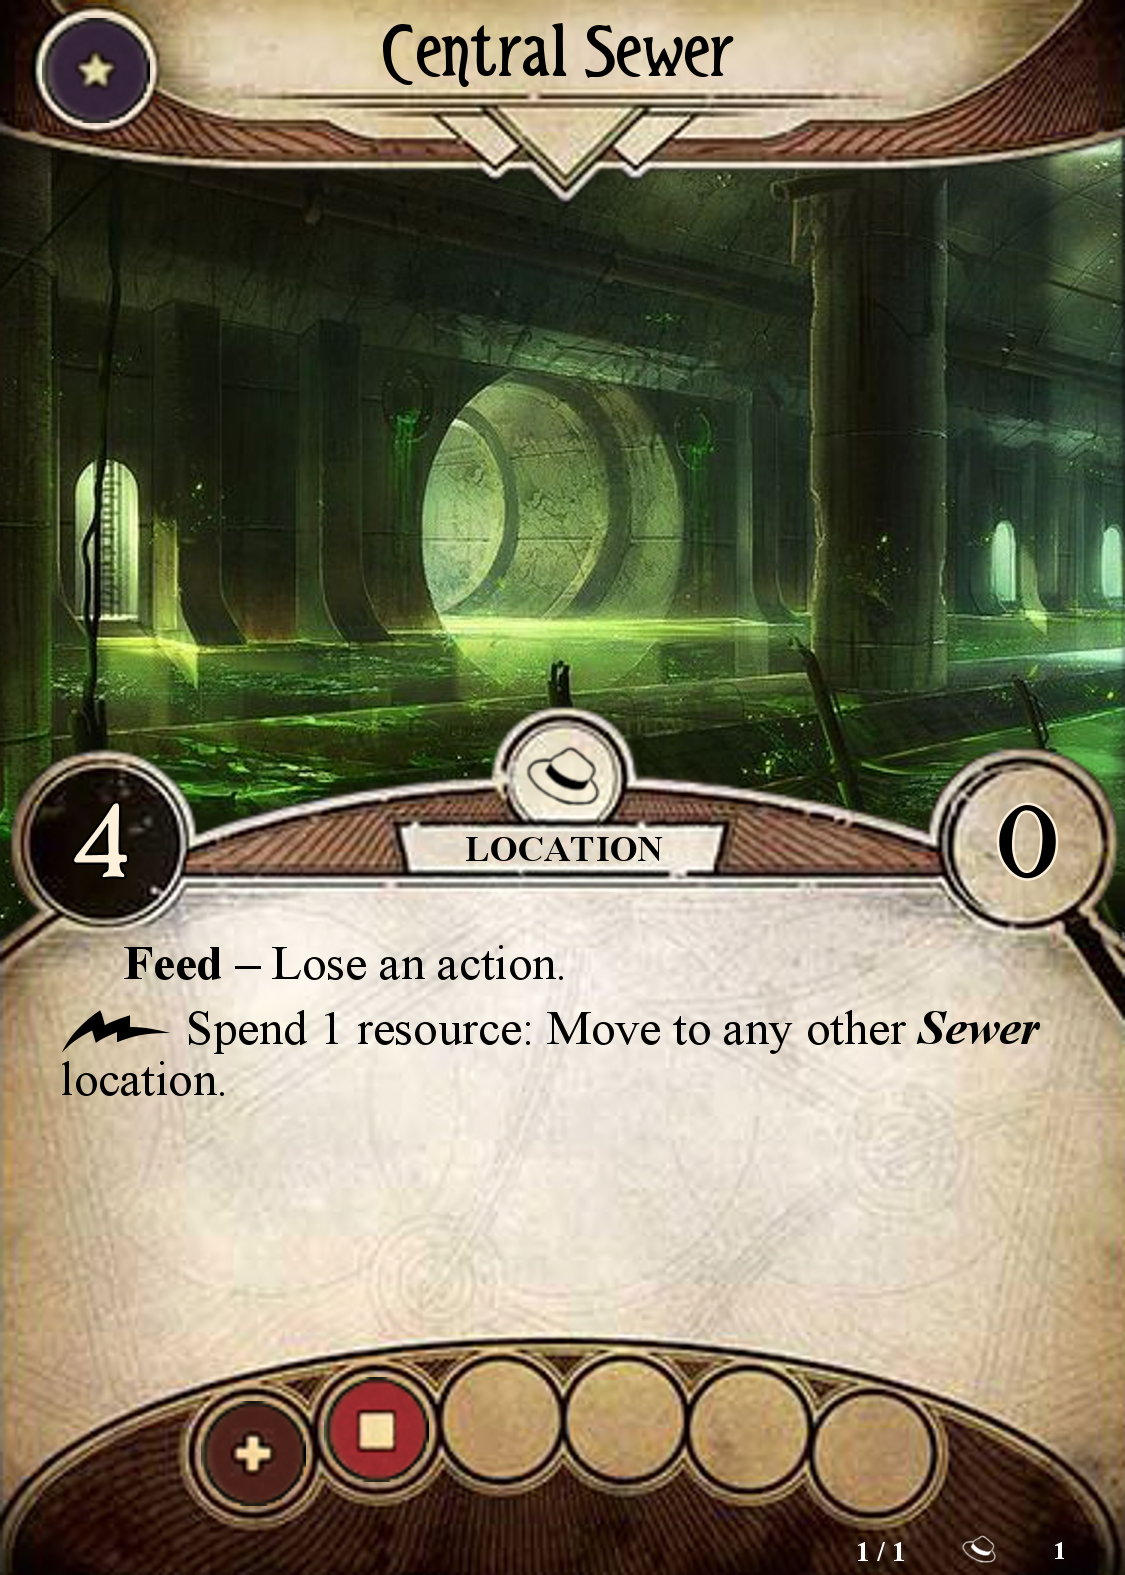 Central Sewer
4
LOCATION
0
Feed – Lose an action.
Spend 1 resource: Move to any other Sewer
location.
1 / 1
1